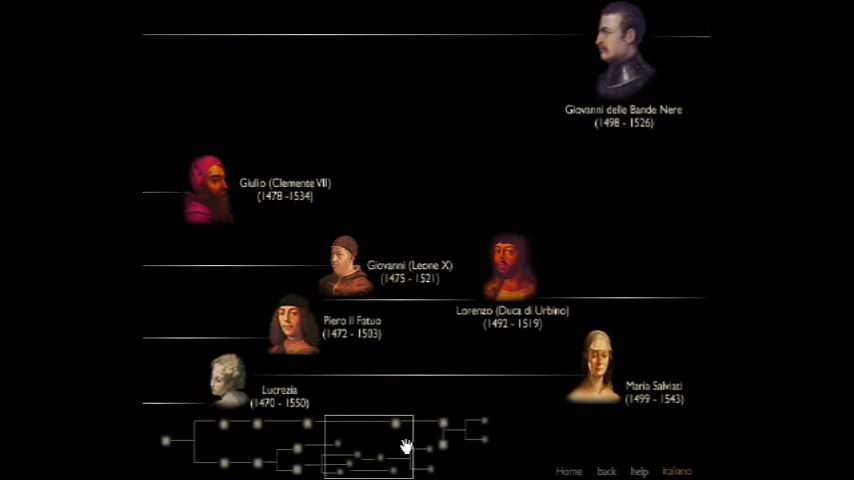 Giovanni delle Bande Nere
(1498 - 1526)
Giulio (Clemente VII)
(1478 -1534)
Giovanni (Leone X)
(1475 - 1521)
Lorenzo (Duca di Urbino)
(1492 - 1519)
Piero il Fatuo
(1472 - 1503)
Lucrezia
(1470 - 1550)
Maria Salviati
(1499 - 1543)
Home back help italiano